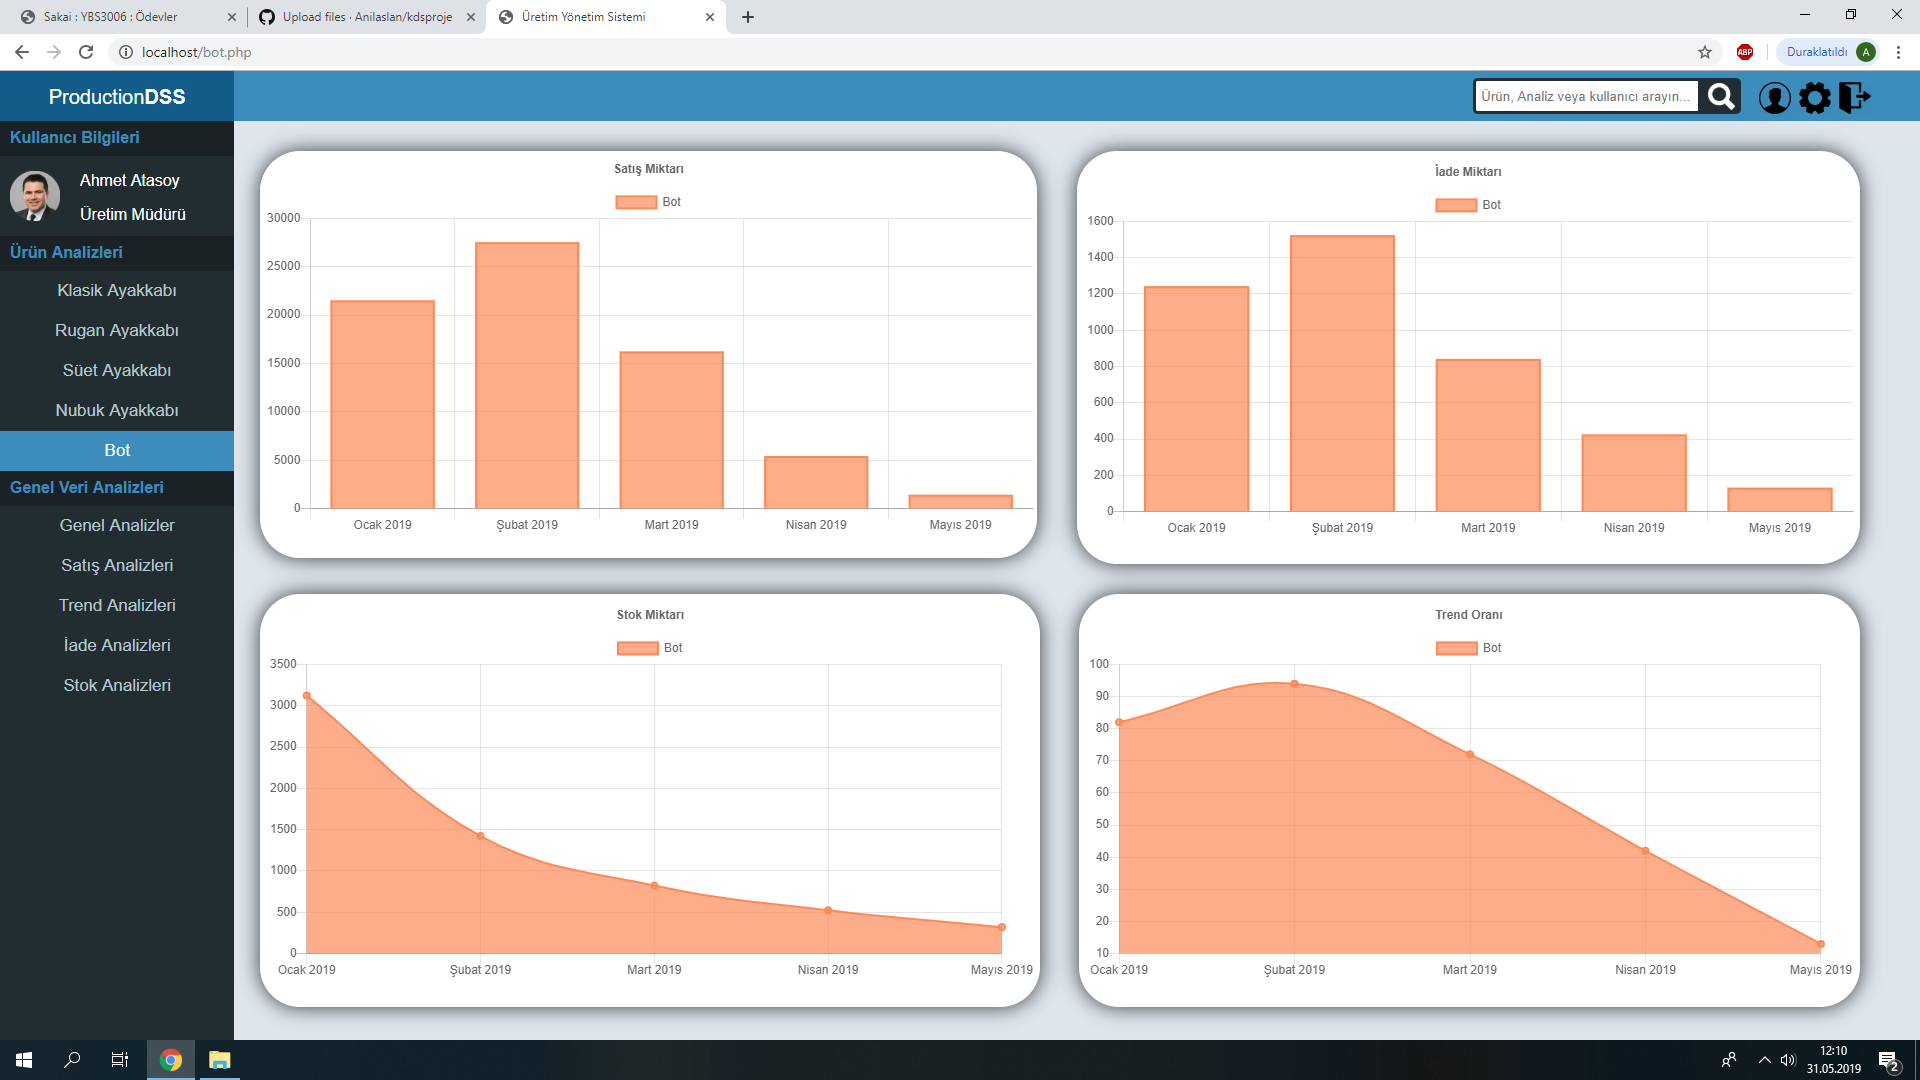 Sakai : YBS3006 : Ödevler
Upload files · Anilaslan/kdsproje
Üretim Yönetim Sistemi
localhost/bot.php
ABP
Duraklatıldı
A
ProductionDSS
Ürün, Analiz veya kullanıcı arayın...
Kullanıcı Bilgileri
Ahmet Atasoy
Üretim Müdürü
Ürün Analizleri
Klasik Ayakkabı
Rugan Ayakkabı
Süet Ayakkabı
Nubuk Ayakkabı
Bot
Genel Veri Analizleri
Genel Analizler
Satış Analizleri
Trend Analizleri
İade Analizleri
Stok Analizleri
Satış Miktarı
Bot
30000
25000
20000
15000
10000
5000
0
Ocak 2019 Şubat 2019 Mart 2019 Nisan 2019 Mayıs 2019
İade Miktarı
Bot
1600
1400
1200
1000
800
600
400
200
0
Ocak 2019 Şubat 2019 Mart 2019 Nisan 2019 Mayıs 2019
Stok Miktarı
Bot
3500
3000
2500
2000
1500
1000
500
0
Ocak 2019 Şubat 2019 Mart 2019 Nisan 2019 Mayıs 2019
Trend Oranı
Bot
100
90
80
70
60
50
40
30
20
10
Ocak 2019 Şubat 2019 Mart 2019 Nisan 2019 Mayıs 2019
12:10
31.05.2019
2